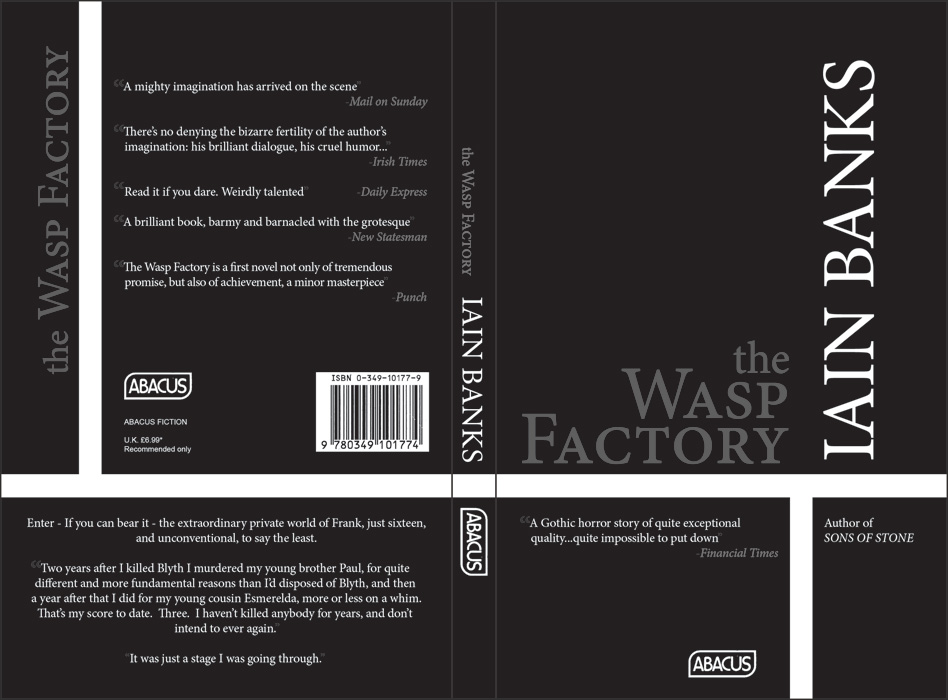 the WASP FACTORY
“A mighty imagination has arrived on the scene”
-Mail on Sunday
“There's no denying the bizarre fertility of the author's
imagination: his brilliant dialogue, his cruel humor...”
-Irish Times
“Read it if you dare. Weirdly talented” -Daily Express
“A brilliant book, barmy and barnacled with the grotesque”
-New Statesman
“The Wasp Factory is a first novel not only of tremendous
promise, but also of achievement, a minor masterpiece”
-Punch
ABACUS
ABACUS FICTION
U.K. £6.99*
Recommended only
ISBN 0-349-10177-9
9 780349 101774
Enter - If you can bear it - the extraordinary private world of Frank, just sixteen,
and unconventional, to say the least.
“Two years after I killed Blyth I murdered my young brother Paul, for quite
different and more fundamental reasons than I'd disposed of Blyth, and then
a year after that I did for my young cousin Esmerelda, more or less on a whim.
That's my score to date. Three. I haven't killed anybody for years, and don't
intend to ever again.”
“It was just a stage I was going through.”
the WASP FACTORY
IAIN BANKS
ABACUS
the
WASP
FACTORY
IAIN BANKS
“A Gothic horror story of quite exceptional
quality...quite impossible to put down”
-Financial Times
ABACUS
Author of
SONS OF STONE